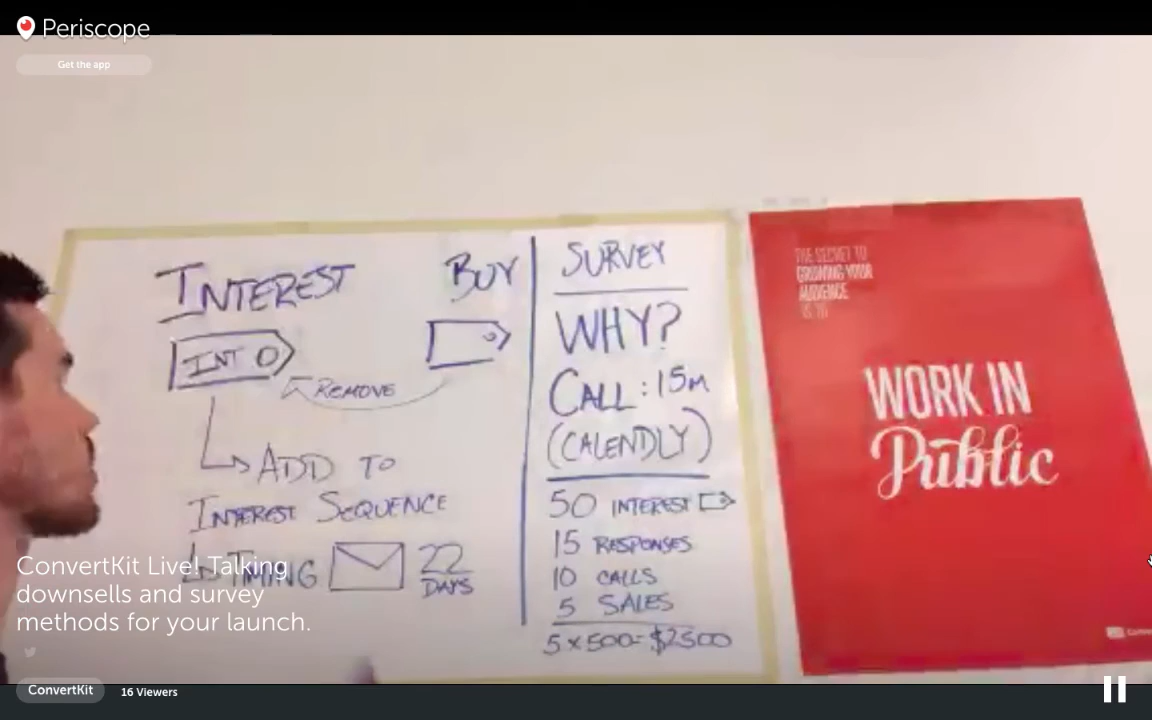 Periscope
Get the app
INTEREST
BUY
INT
REMOVE
ADD TO
INTEREST SEQUENCE
TIMING
22
DAYS
SURVEY
WHY?
CALL: 15M
(CALENDLY)
50 INTEREST
15 RESPONSES
10 CALLS
5 SALES
5 x 500 = $2500
THE SECRET TO
GROWING YOUR
AUDIENCE
IS TO
WORK IN
Public
ConvertKit Live! Talking
downsells and survey
methods for your launch.
ConvertKit
16 Viewers